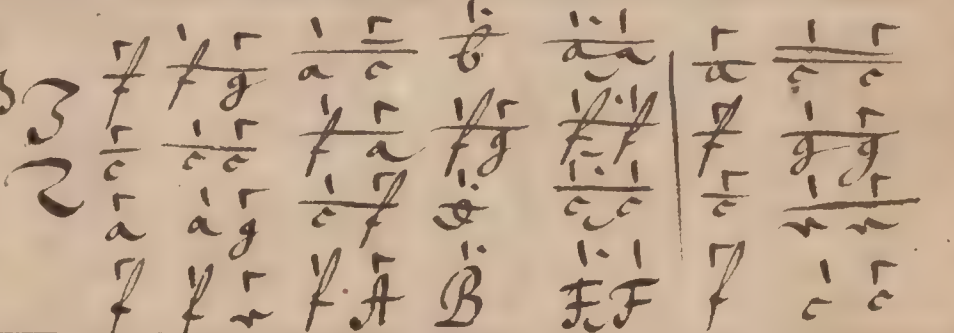 3 f f g a c b a a | a c c
2 c c c f a f g f f | f g g
a a g c f d c c | c e e
f f e f A B F F | f c c